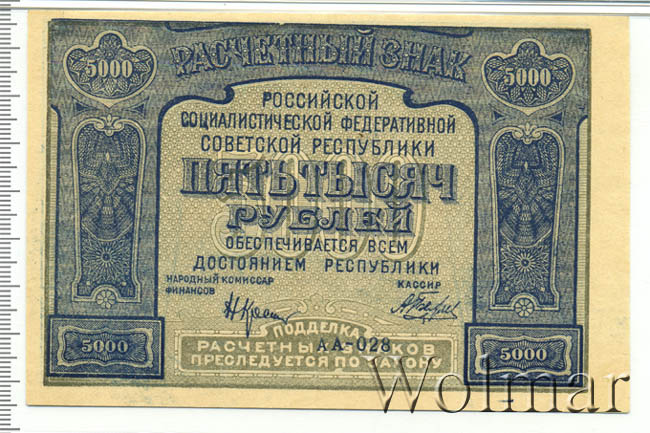 РАСЧЕТНЫЙ ЗНАК
5000 5000
РОССИЙСКОЙ
СОЦИАЛИСТИЧЕСКОЙ ФЕДЕРАТИВНОЙ
СОВЕТСКОЙ РЕСПУБЛИКИ
ПЯТЬ ТЫСЯЧ
РУБЛЕЙ
ОБЕСПЕЧИВАЕТСЯ ВСЕМ
ДОСТОЯНИЕМ РЕСПУБЛИКИ
НАРОДНЫЙ КОМИССАР
ФИНАНСОВ
КАССИР
ПОДДЕЛКА
АА-028
РАСЧЕТНЫХ ЗНАКОВ
ПРЕСЛЕДУЕТСЯ ПО ЗАКОНУ
5000 5000
Wolmar